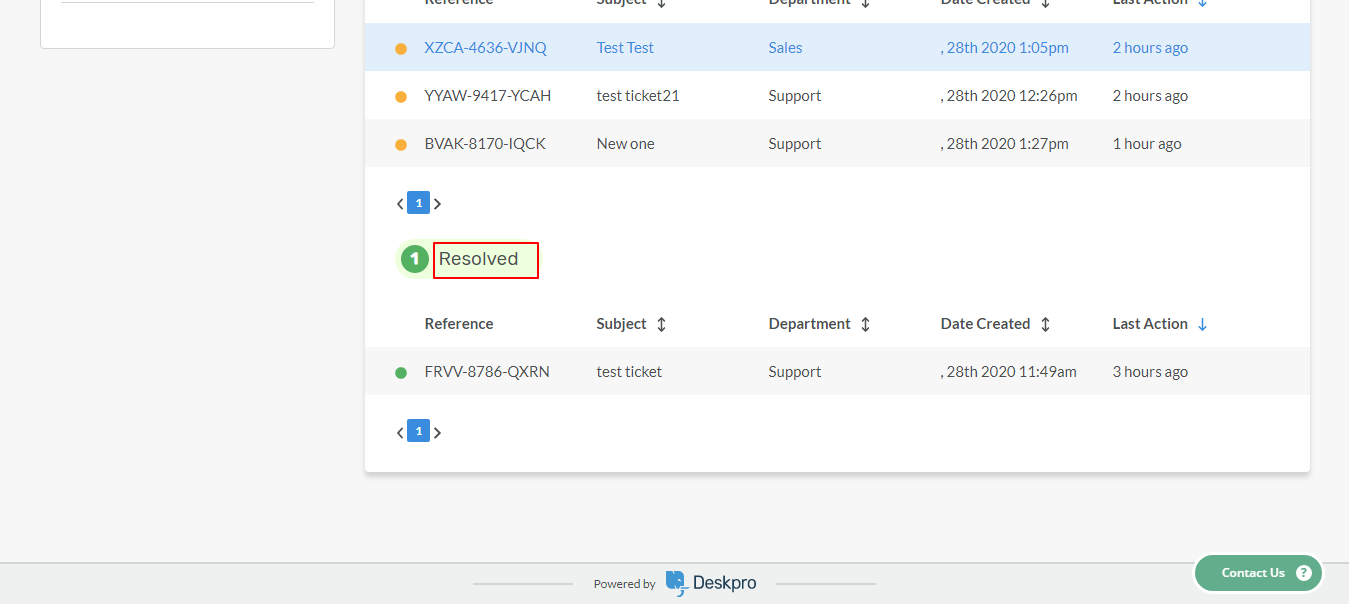 Reference Subject Department Date Created Last Action
XZCA-4636-VJNQ Test Test Sales , 28th 2020 1:05pm 2 hours ago
YYAW-9417-YCAH test ticket21 Support , 28th 2020 12:26pm 2 hours ago
BVAK-8170-IQCK New one Support , 28th 2020 1:27pm 1 hour ago
1
1 Resolved
Reference Subject Department Date Created Last Action
FRVV-8786-QXRN test ticket Support , 28th 2020 11:49am 3 hours ago
1
Contact Us ?
Powered by Deskpro